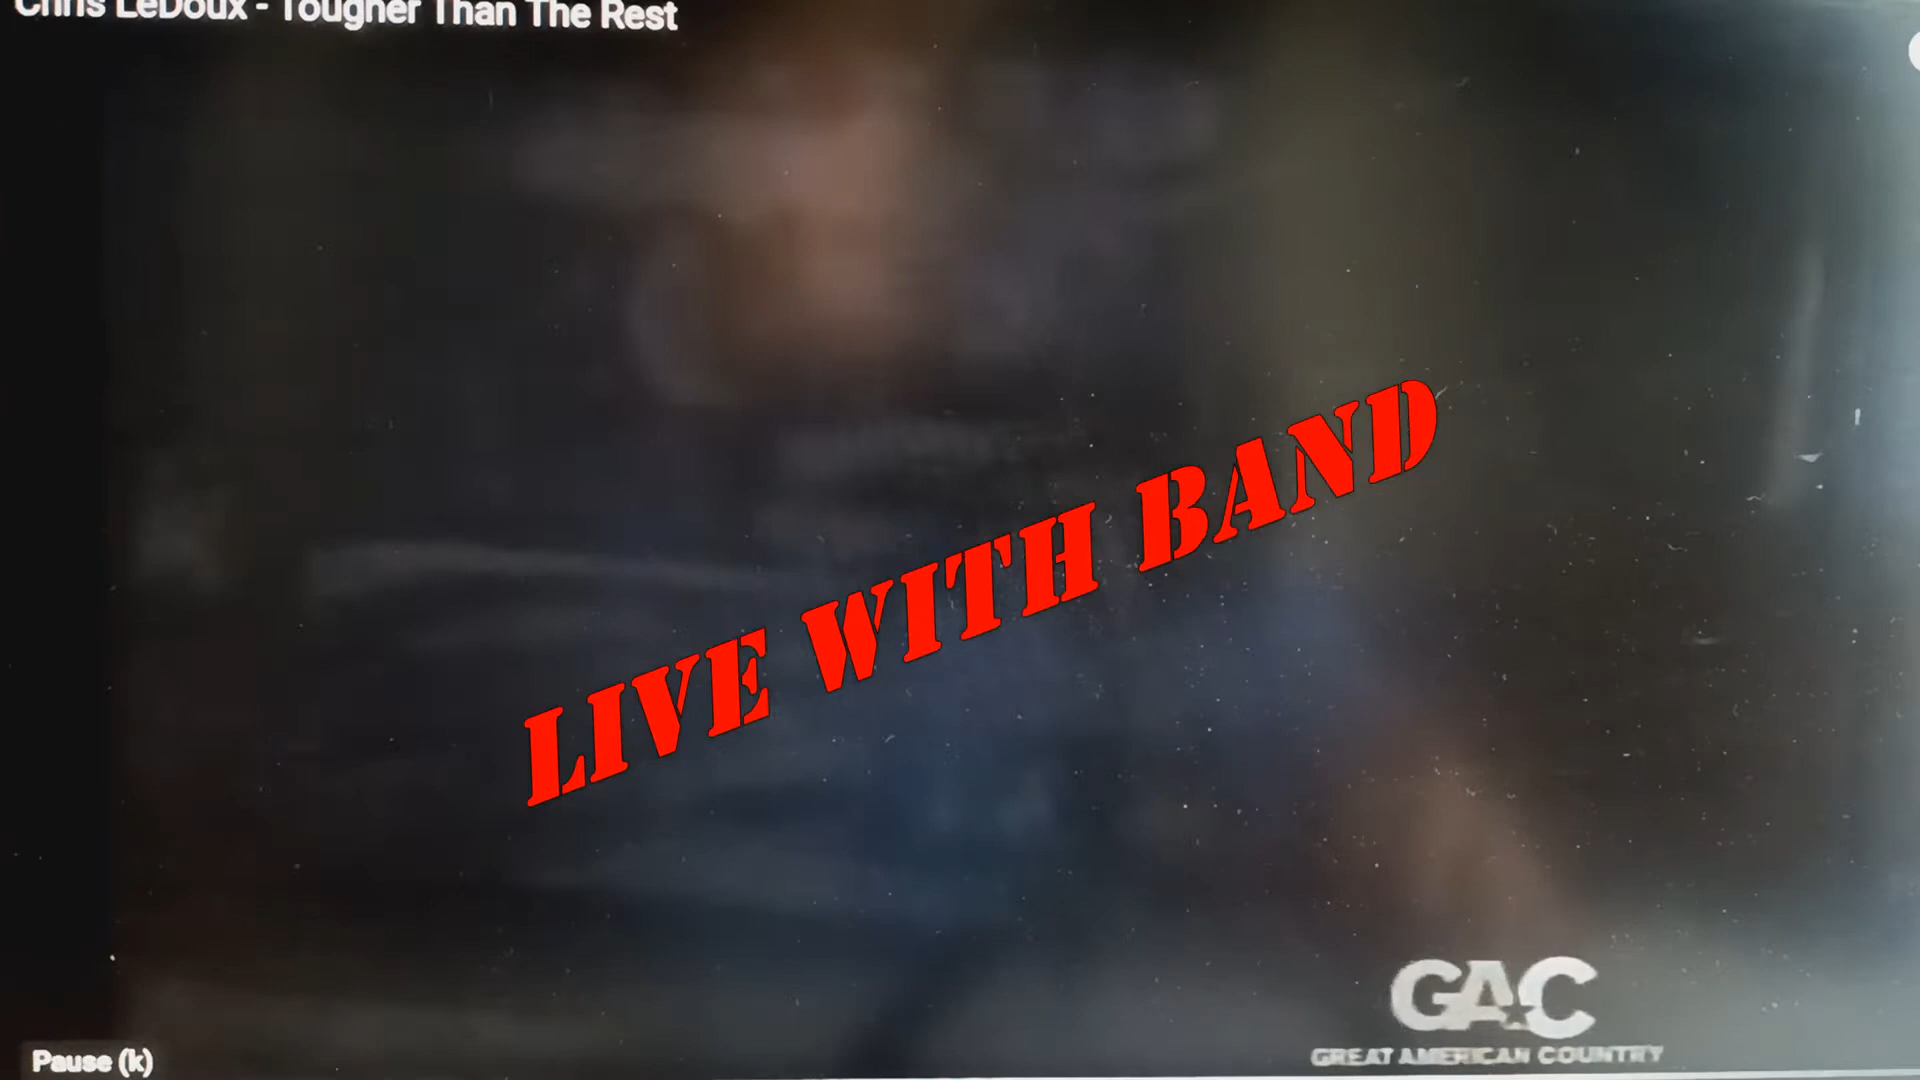 Chris LeDoux - Tougher Than The Rest
LIVE WITH BAND
GAC
GREAT AMERICAN COUNTRY
Pause (k)